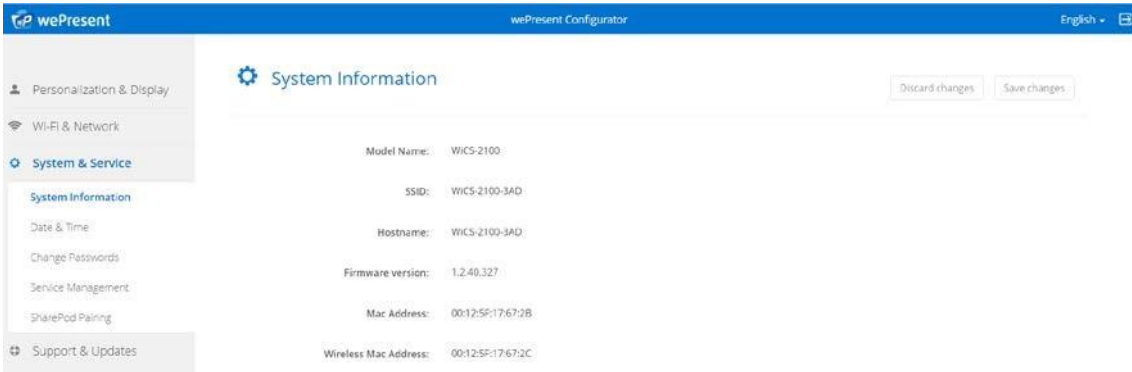 wePresent
wePresent Configurator
English
System Information
Discard changes
Save changes
Personalization & Display
Wi-Fi & Network
System & Service
System Information
Date & Time
Change Passwords
Service Management
SharePod Pairing
Support & Updates
Model Name: WiCS-2100
SSID: WiCS-2100-3AD
Hostname: WiCS-2100-3AD
Firmware version: 1.2.40.327
Mac Address: 00:12:5F:17:67:2B
Wireless Mac Address: 00:12:5F:17:67:2C